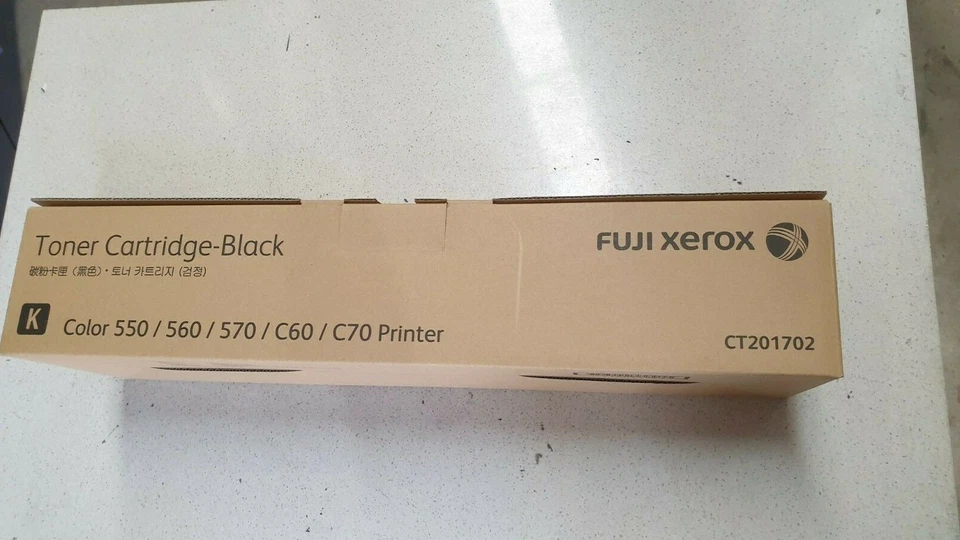 Toner Cartridge-Black
碳粉卡匣（黑色）· 토너 카트리지 (검정)
FUJI xerox
K
Color 550 / 560 / 570 / C60 / C70 Printer
CT201702